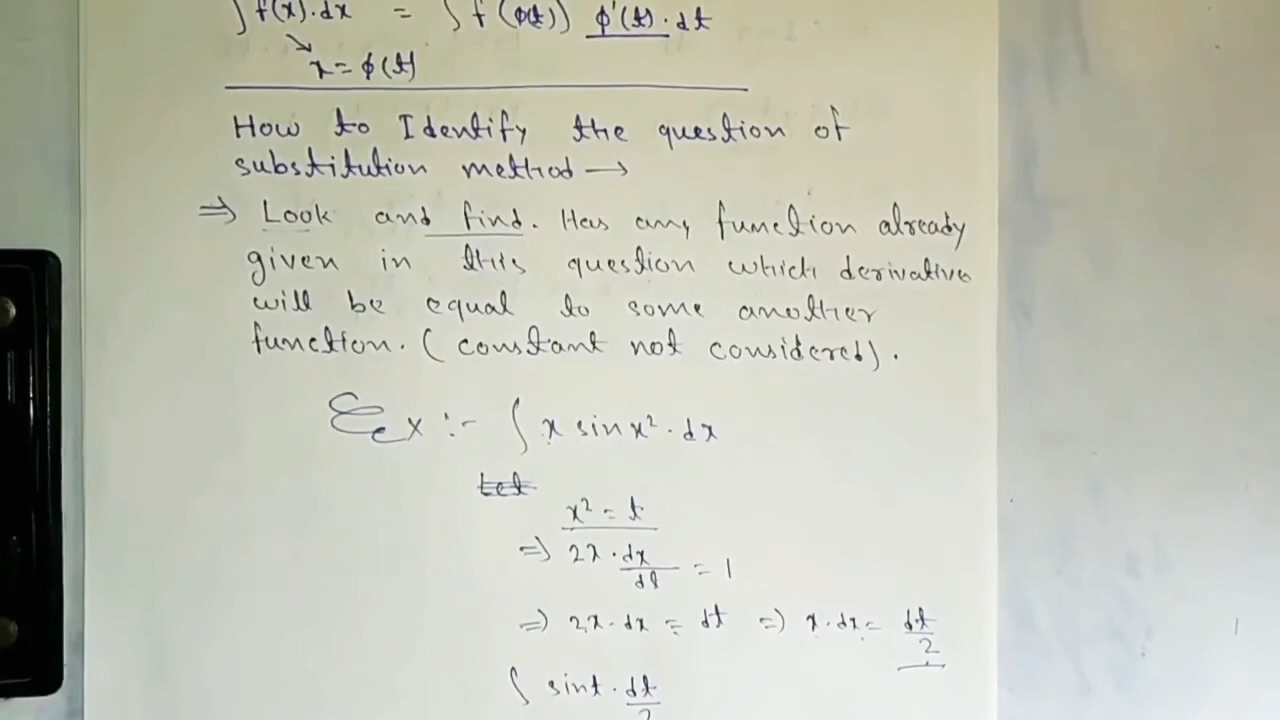 ∫f(x).dx = ∫f(φ(t)) φ'(t).dt
x = φ(t)
How to Identify the question of
substitution method →
⇒ Look and find. Has any function already
given in this question which derivative
will be equal to some another
function. (constant not considered).
Ex :- ∫ x sin x². dx
let
x² = t
⇒ 2x . dx/dt = 1
⇒ 2x . dx = dt ⇒ x . dx = dt/2
∫ sin t . dt/2